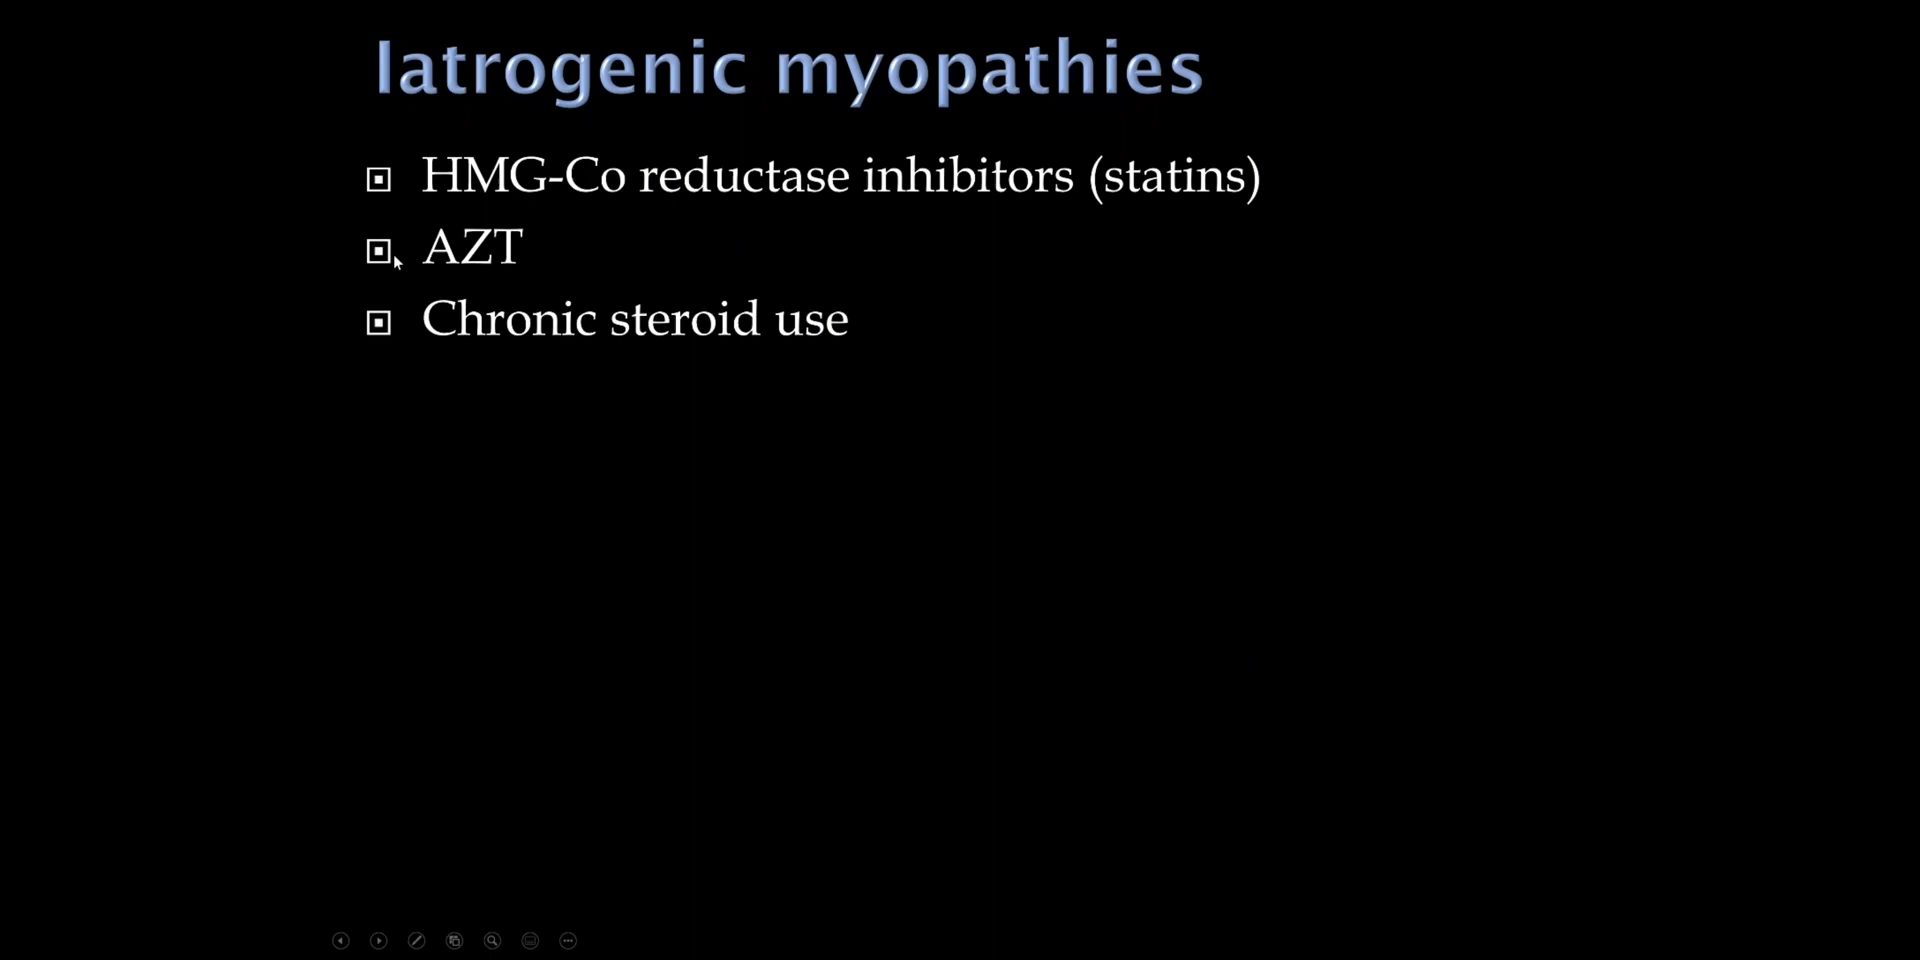 Iatrogenic myopathies
HMG-Co reductase inhibitors (statins)
AZT
Chronic steroid use